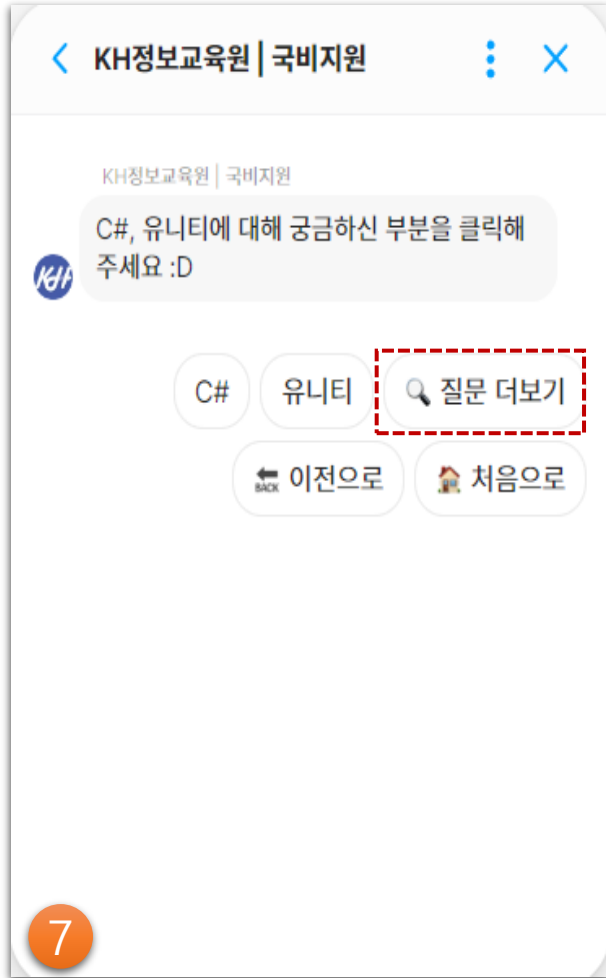 KH정보교육원 | 국비지원
KH정보교육원 | 국비지원
C#, 유니티에 대해 궁금하신 부분을 클릭해
주세요 :D
KH
C# 유니티 🔍 질문 더보기
🔙 이전으로 🏠 처음으로
7